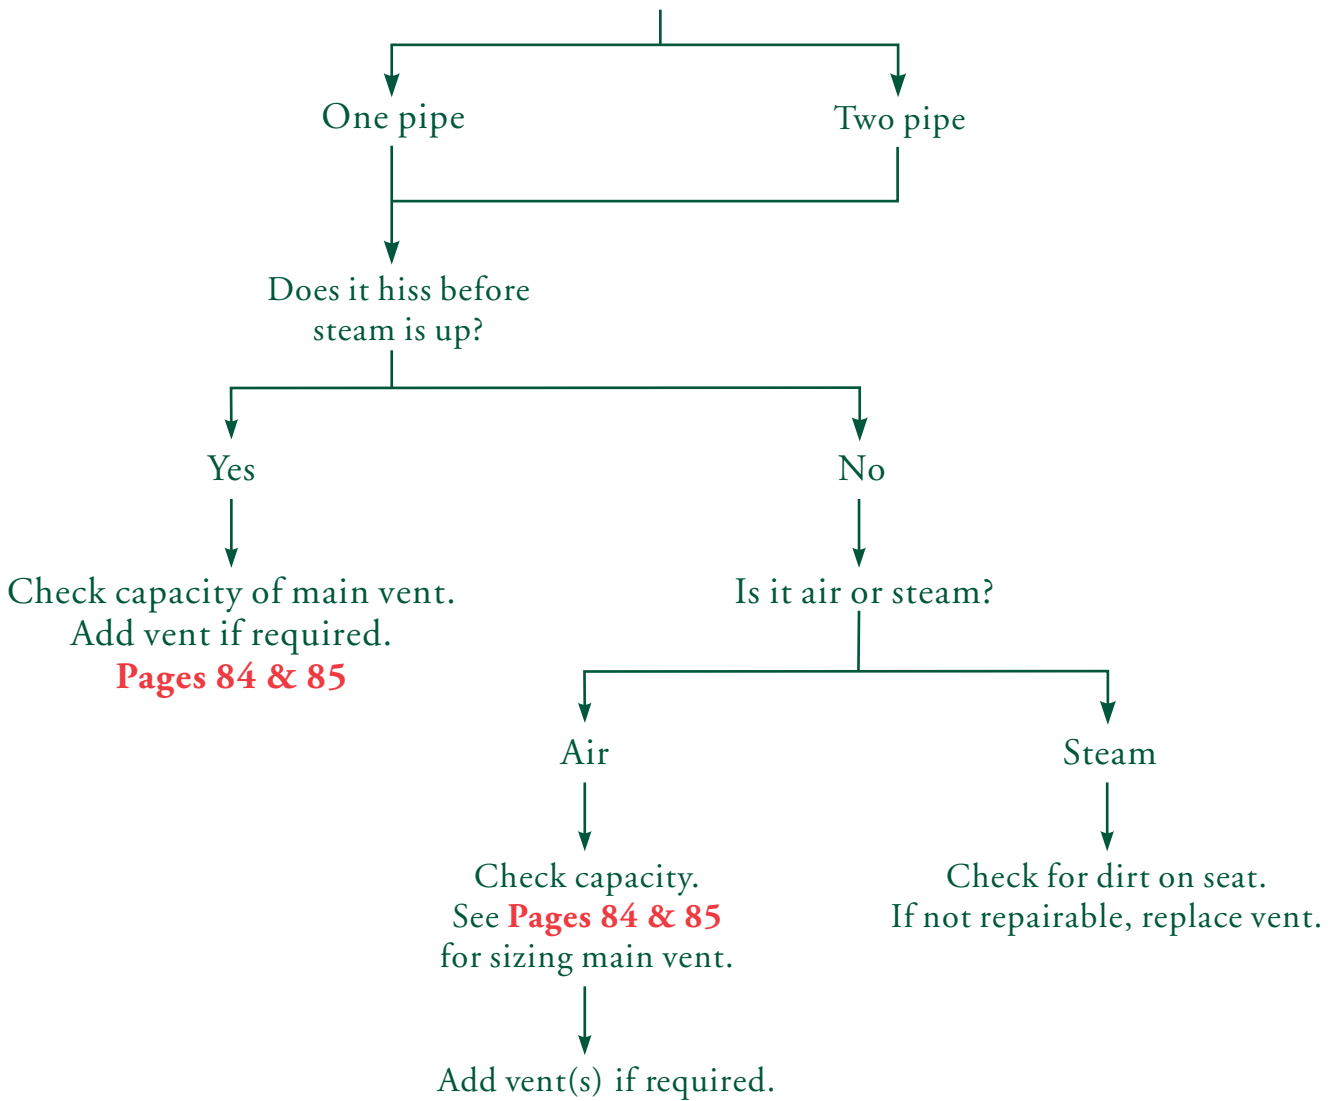 One pipe
Two pipe
Does it hiss before
steam is up?
Yes
No
Check capacity of main vent.
Add vent if required.
Pages 84 & 85
Is it air or steam?
Air
Steam
Check capacity.
See Pages 84 & 85
for sizing main vent.
Check for dirt on seat.
If not repairable, replace vent.
Add vent(s) if required.